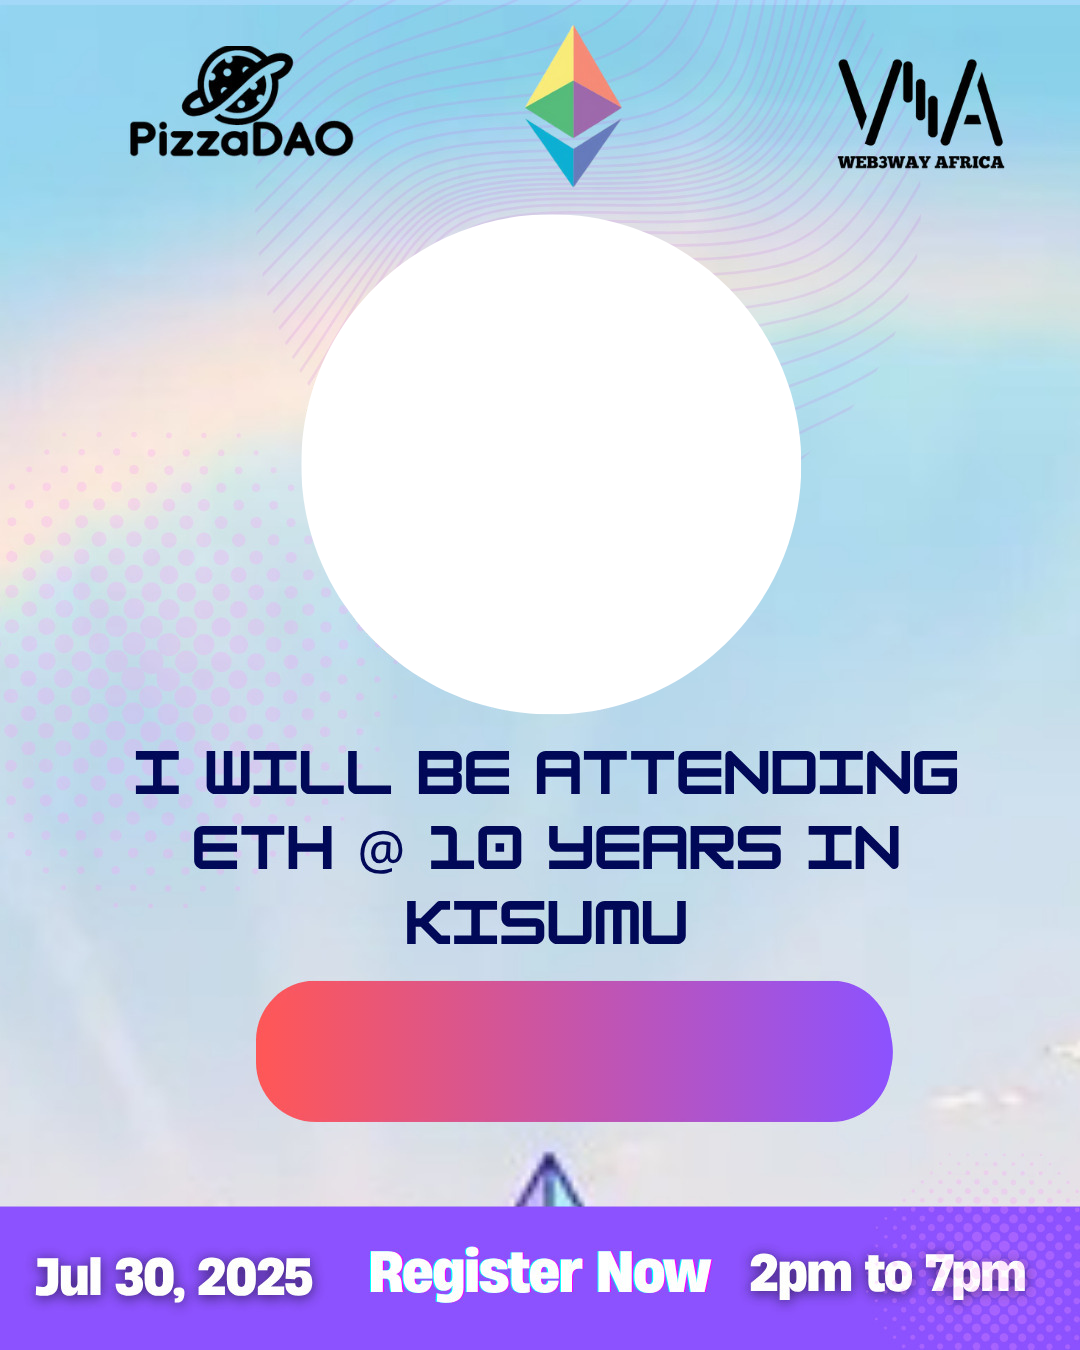 PizzaDAO
WEB3WAY AFRICA
I WILL BE ATTENDING
ETH @ 10 YEARS IN
KISUMU
Jul 30, 2025
Register Now
2pm to 7pm